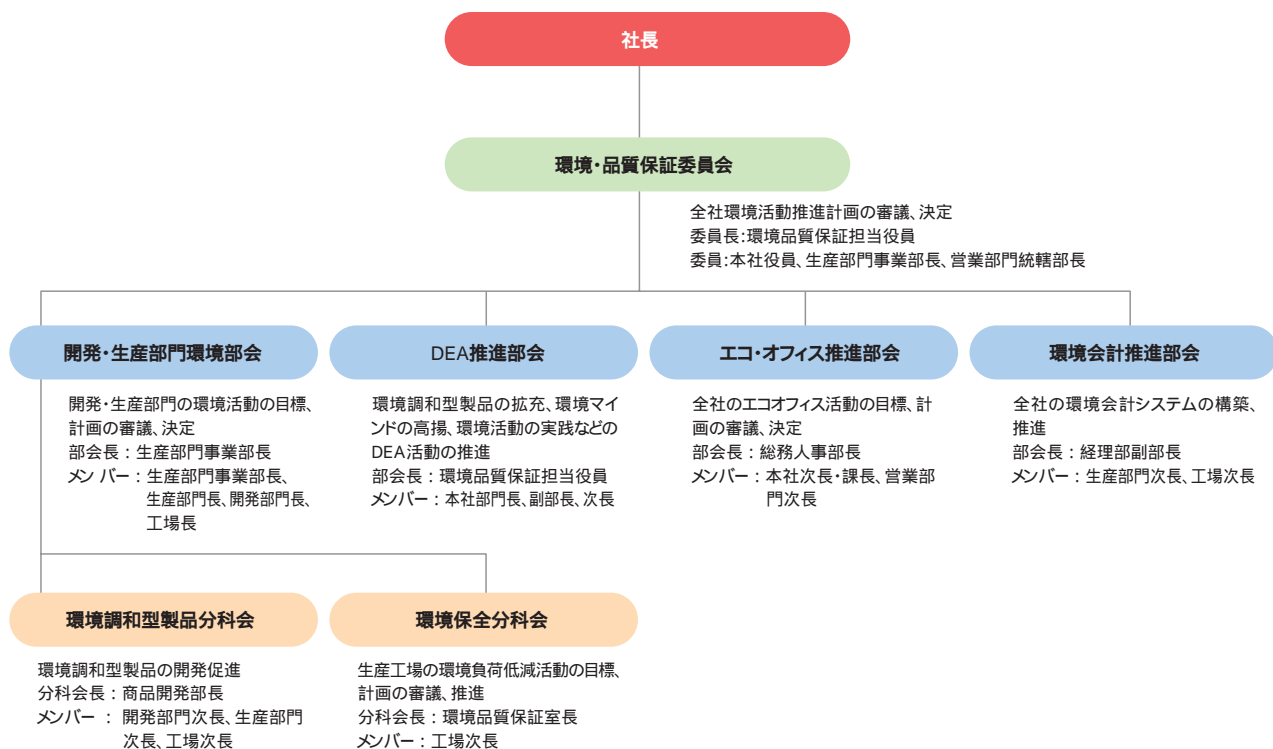 社長
環境・品質保証委員会
全社環境活動推進計画の審議、決定
委員長:環境品質保証担当役員
委員:本社役員、生産部門事業部長、営業部門統轄部長
開発・生産部門環境部会
開発・生産部門の環境活動の目標、
計画の審議、決定
部会長：生産部門事業部長
メンバー：生産部門事業部長、
生産部門長、開発部門長、
工場長
DEA推進部会
環境調和型製品の拡充、環境マイ
ンドの高揚、環境活動の実践などの
DEA活動の推進
部会長：環境品質保証担当役員
メンバー：本社部門長、副部長、次長
エコ・オフィス推進部会
全社のエコオフィス活動の目標、計
画の審議、決定
部会長：総務人事部長
メンバー：本社次長・課長、営業部
門次長
環境会計推進部会
全社の環境会計システムの構築、
推進
部会長：経理部副部長
メンバー：生産部門次長、工場次長
環境調和型製品分科会
環境調和型製品の開発促進
分科会長：商品開発部長
メンバー：開発部門次長、生産部門
次長、工場次長
環境保全分科会
生産工場の環境負荷低減活動の目標、
計画の審議、推進
分科会長：環境品質保証室長
メンバー：工場次長